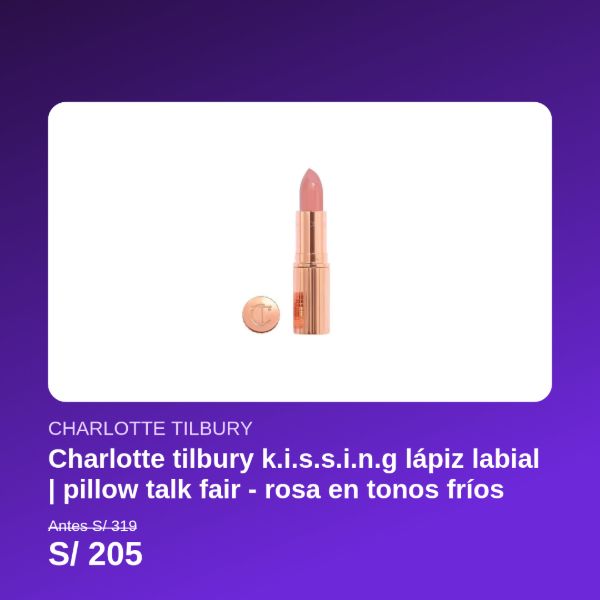 CHARLOTTE TILBURY
Charlotte tilbury k.i.s.s.i.n.g lápiz labial
| pillow talk fair - rosa en tonos fríos
Antes S/ 319
S/ 205